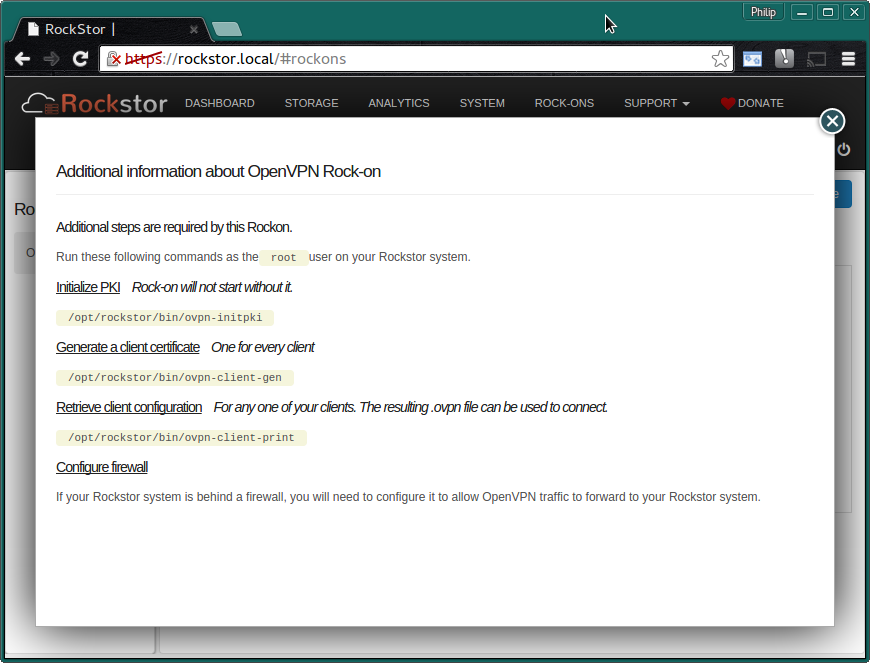 Philip
RockStor |
https://rockstor.local/#rockons
Rockstor DASHBOARD STORAGE ANALYTICS SYSTEM ROCK-ONS SUPPORT DONATE
Additional information about OpenVPN Rock-on
Ro
e
Additional steps are required by this Rockon.
O
Run these following commands as the root user on your Rockstor system.
Initialize PKI Rock-on will not start without it.
/opt/rockstor/bin/ovpn-initpki
Generate a client certificate One for every client
/opt/rockstor/bin/ovpn-client-gen
Retrieve client configuration For any one of your clients. The resulting .ovpn file can be used to connect.
/opt/rockstor/bin/ovpn-client-print
Configure firewall
If your Rockstor system is behind a firewall, you will need to configure it to allow OpenVPN traffic to forward to your Rockstor system.